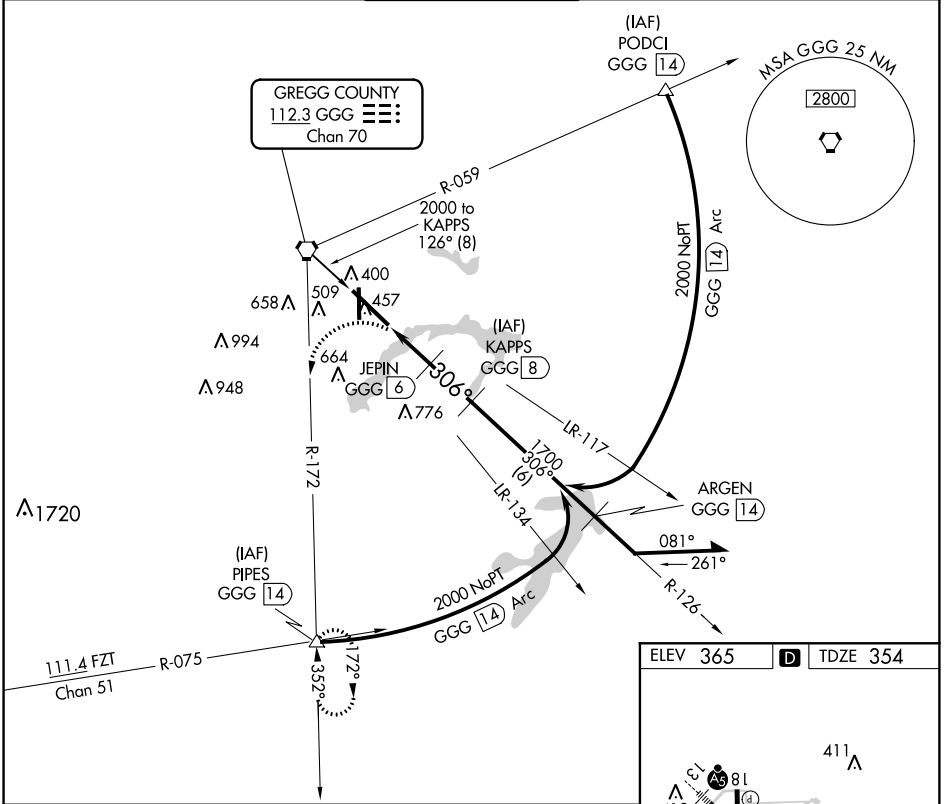 (IAF)
PODCI
GGG 14
MSA GGG 25 NM
2800
GREGG COUNTY
112.3 GGG
Chan 70
R-059
2000 to
KAPPS
126° (8)
2000 NoPT
GGG 14 Arc
400
658
509
457
994
664
948
JEPIN
GGG 6
776
306°
(IAF)
KAPPS
GGG 8
LR-117
1700
306°
(6)
LR-134
ARGEN
GGG 14
081°
261°
R-126
R-172
1720
(IAF)
PIPES
GGG 14
2000 NoPT
GGG 14 Arc
111.4 FZT
R-075
Chan 51
352°
172°
ELEV 365
D
TDZE 354
411
13
A5
18
P